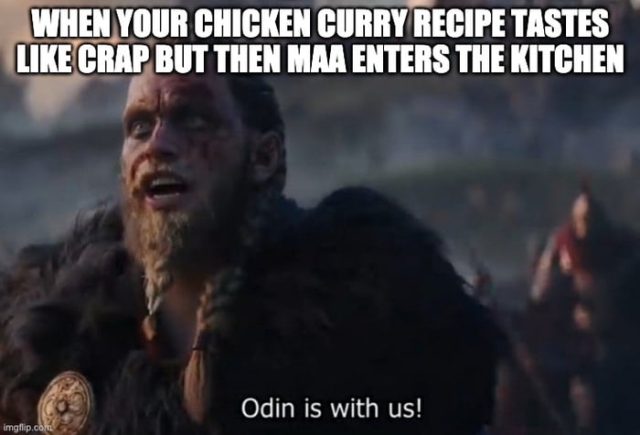 WHEN YOUR CHICKEN CURRY RECIPE TASTES
LIKE CRAP BUT THEN MAA ENTERS THE KITCHEN
Odin is with us!
imgflip.com